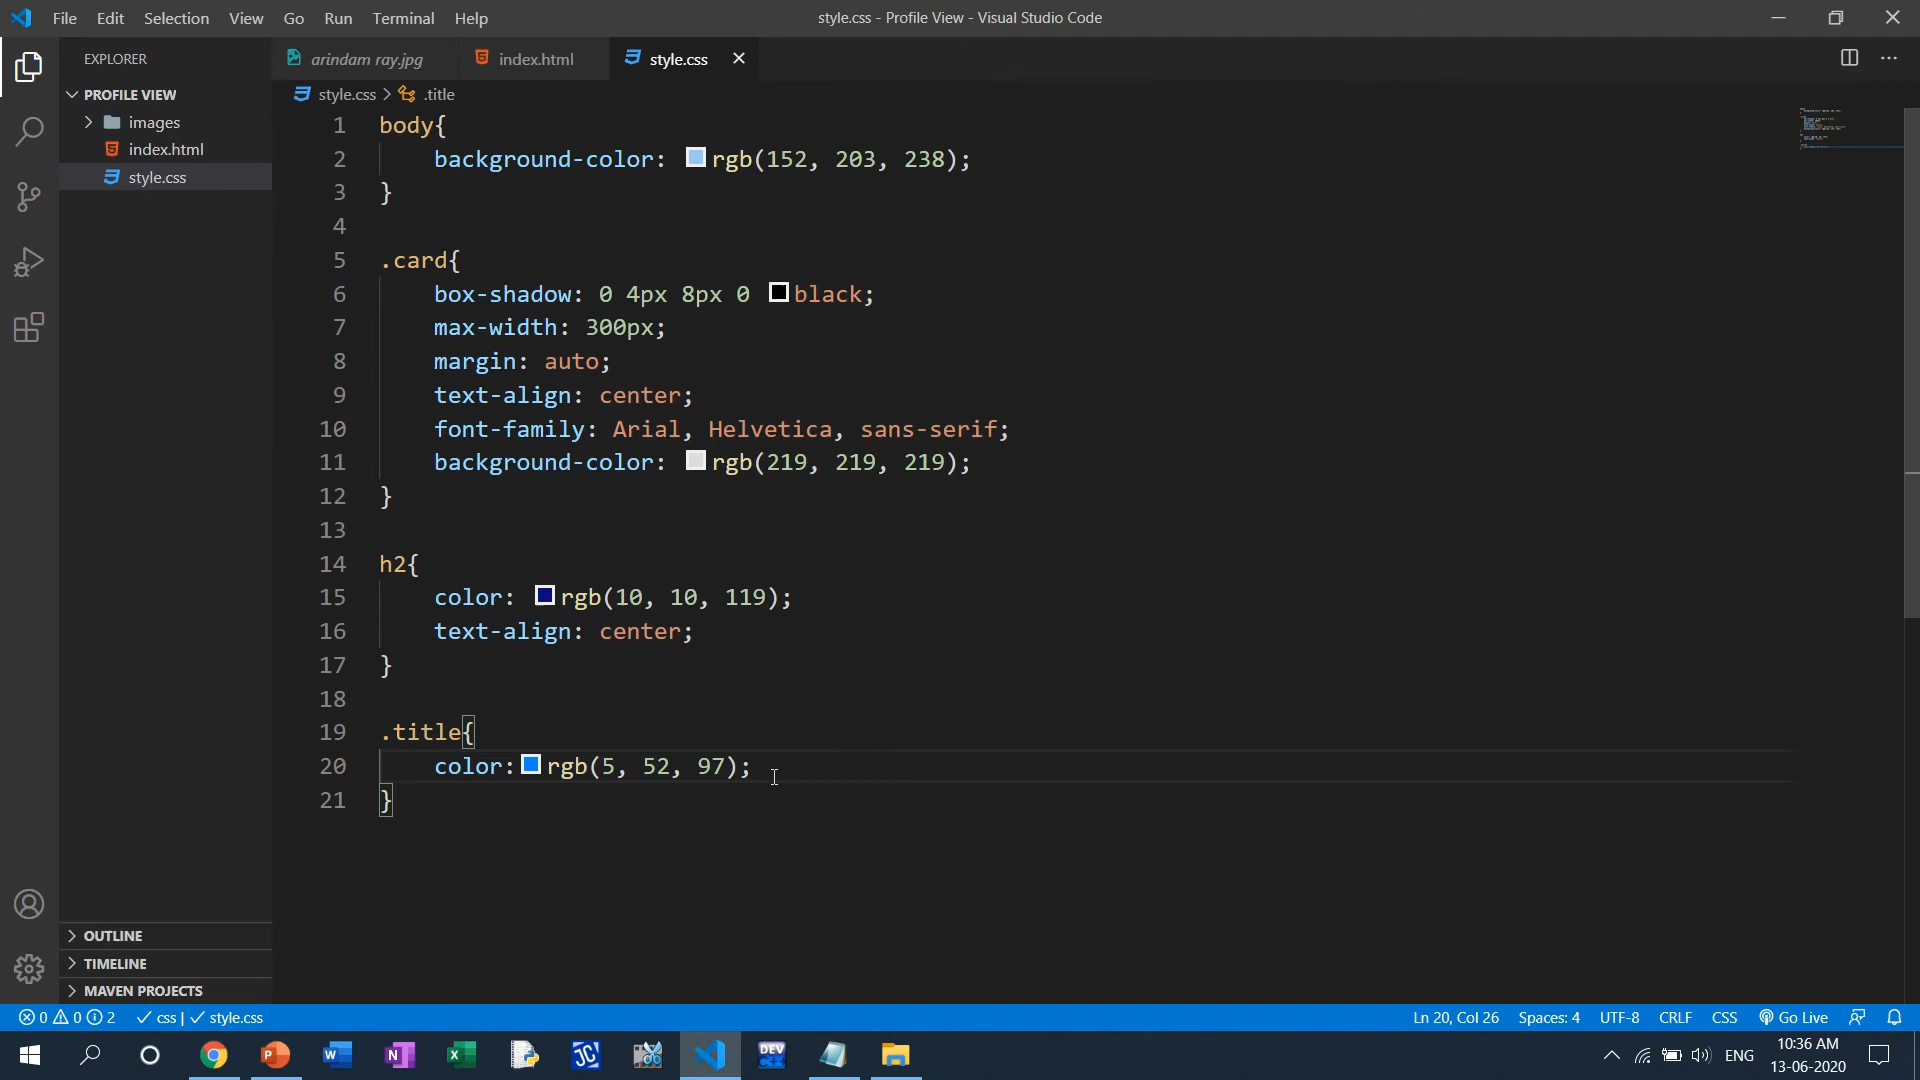 File Edit Selection View Go Run Terminal Help
style.css - Profile View - Visual Studio Code
EXPLORER
PROFILE VIEW
images
index.html
style.css
OUTLINE
TIMELINE
MAVEN PROJECTS
arindam ray.jpg
index.html
style.css
style.css > .title
1 body{
2 background-color: rgb(152, 203, 238);
3 }
4
5 .card{
6 box-shadow: 0 4px 8px 0 black;
7 max-width: 300px;
8 margin: auto;
9 text-align: center;
10 font-family: Arial, Helvetica, sans-serif;
11 background-color: rgb(219, 219, 219);
12 }
13
14 h2{
15 color: rgb(10, 10, 119);
16 text-align: center;
17 }
18
19 .title{
20 color: rgb(5, 52, 97);
21 }
0 0 2 css | style.css
Ln 20, Col 26 Spaces: 4 UTF-8 CRLF CSS Go Live
DEV
ENG
10:36 AM
13-06-2020